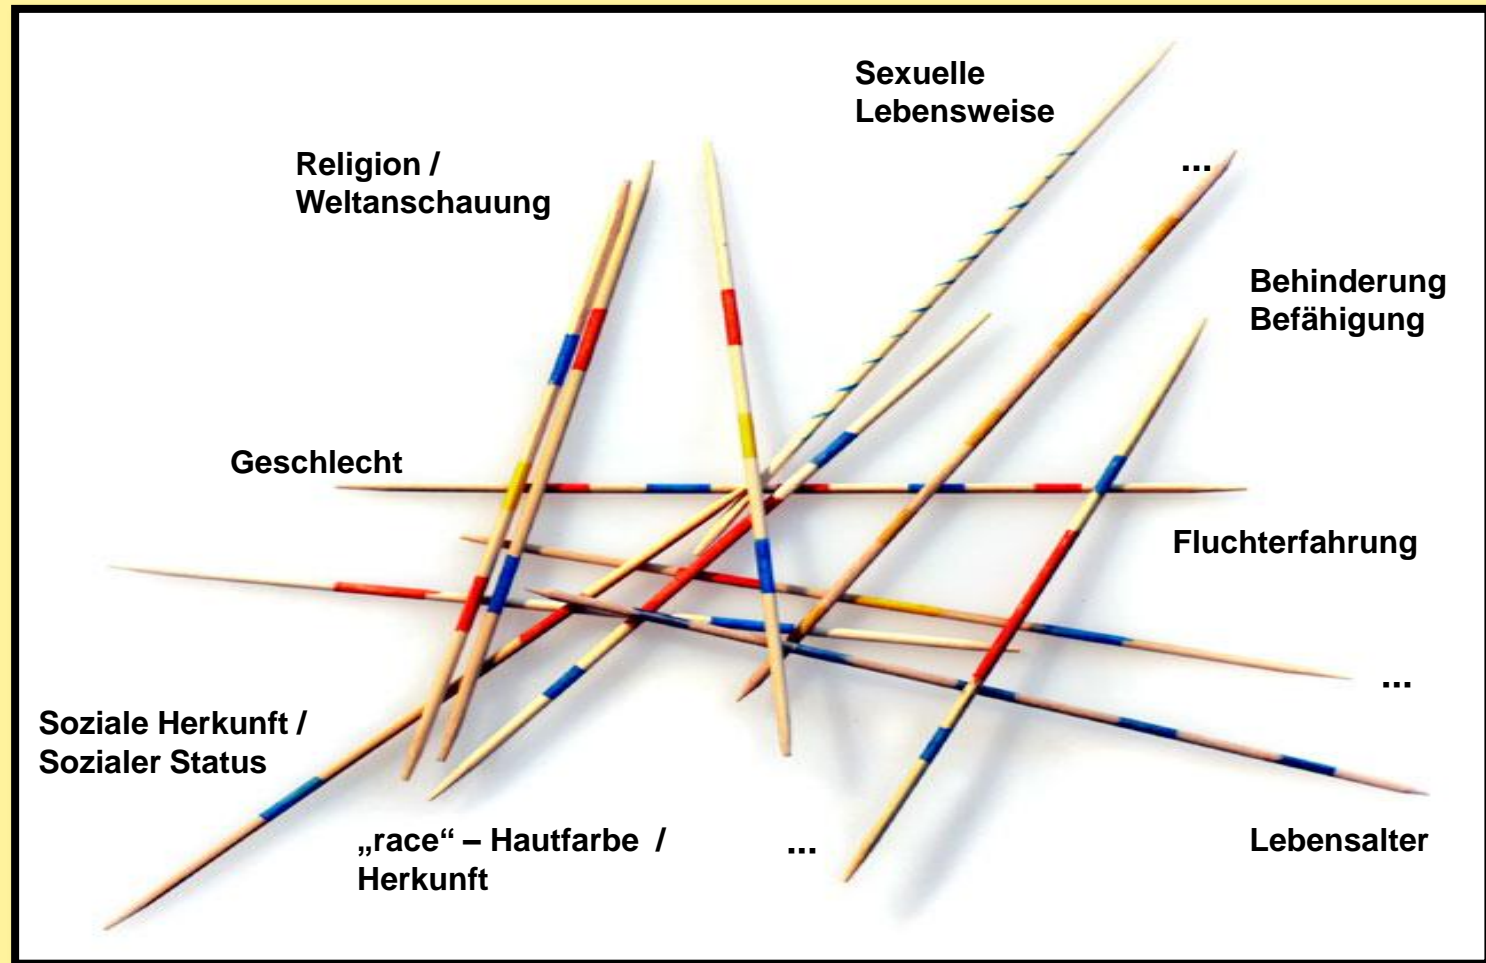 Sexuelle
Lebensweise
Religion /
Weltanschauung
...
Behinderung
Befähigung
Geschlecht
Fluchterfahrung
...
Soziale Herkunft /
Sozialer Status
„race“ – Hautfarbe /
Herkunft
...
Lebensalter